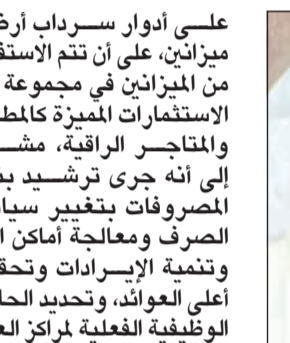 على أدوار سرداب أرض
ميزانين، على أن تتم الاستف
من الميزانين في مجموعة
الاستثمارات المميزة كالمط
والمتاجر الراقية، مشـ
إلى أنه جرى ترشيد بن
المصروفات بتغيير سيا
الصرف ومعالجة أماكن ا
وتنمية الإيرادات وتحق
أعلى العوائد، وتحديد الحا
الوظيفية الفعلية لمراكز الع